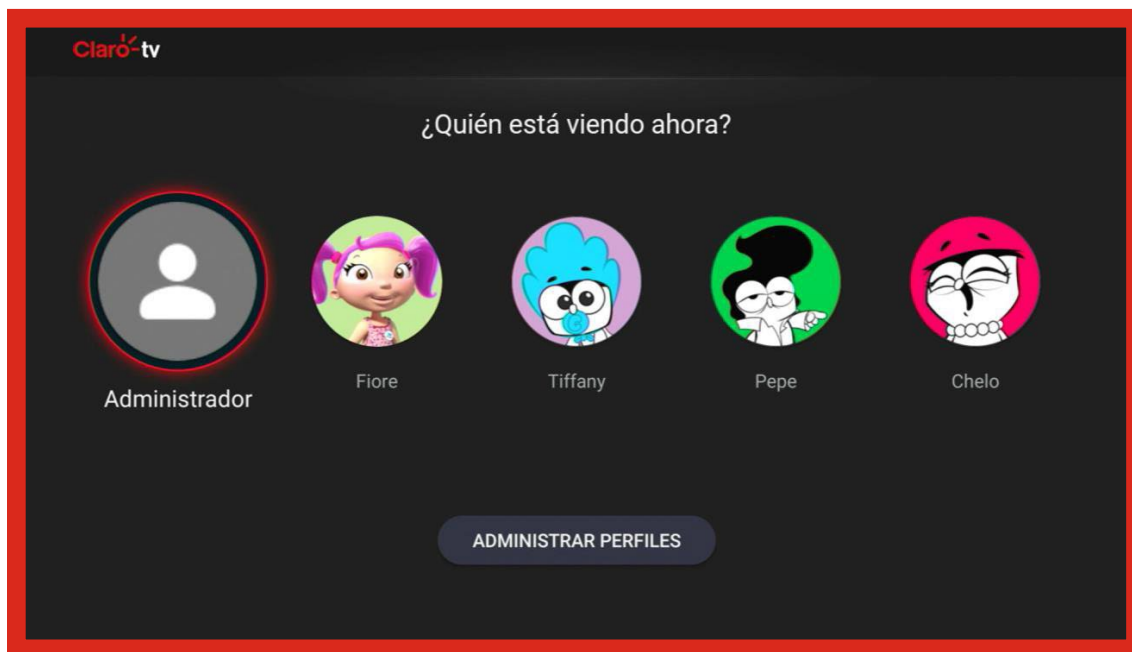 Claro-tv
¿Quién está viendo ahora?
Administrador
Fiore
Tiffany
Pepe
Chelo
ADMINISTRAR PERFILES